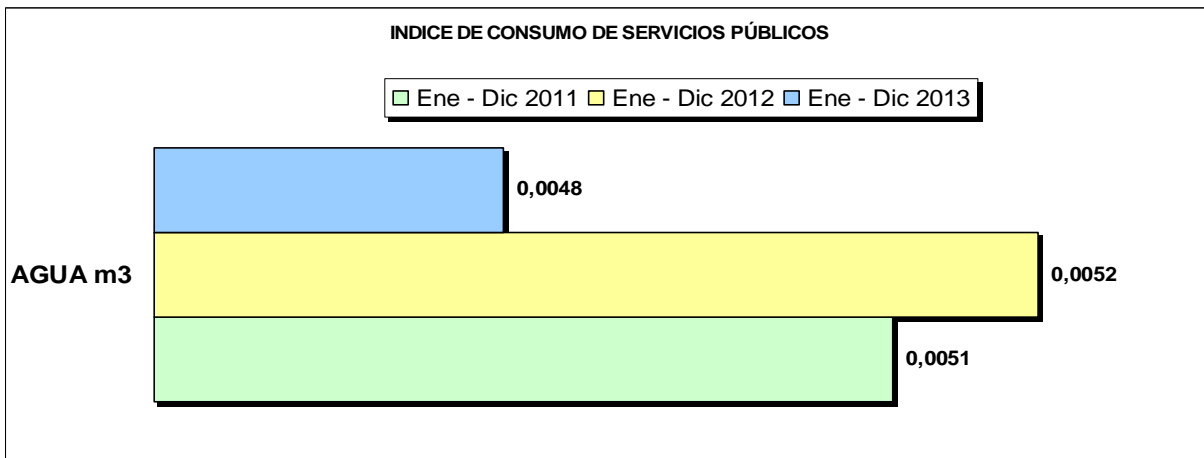 INDICE DE CONSUMO DE SERVICIOS PÚBLICOS
Ene - Dic 2011 Ene - Dic 2012 Ene - Dic 2013
0,0048
AGUA m3
0,0052
0,0051